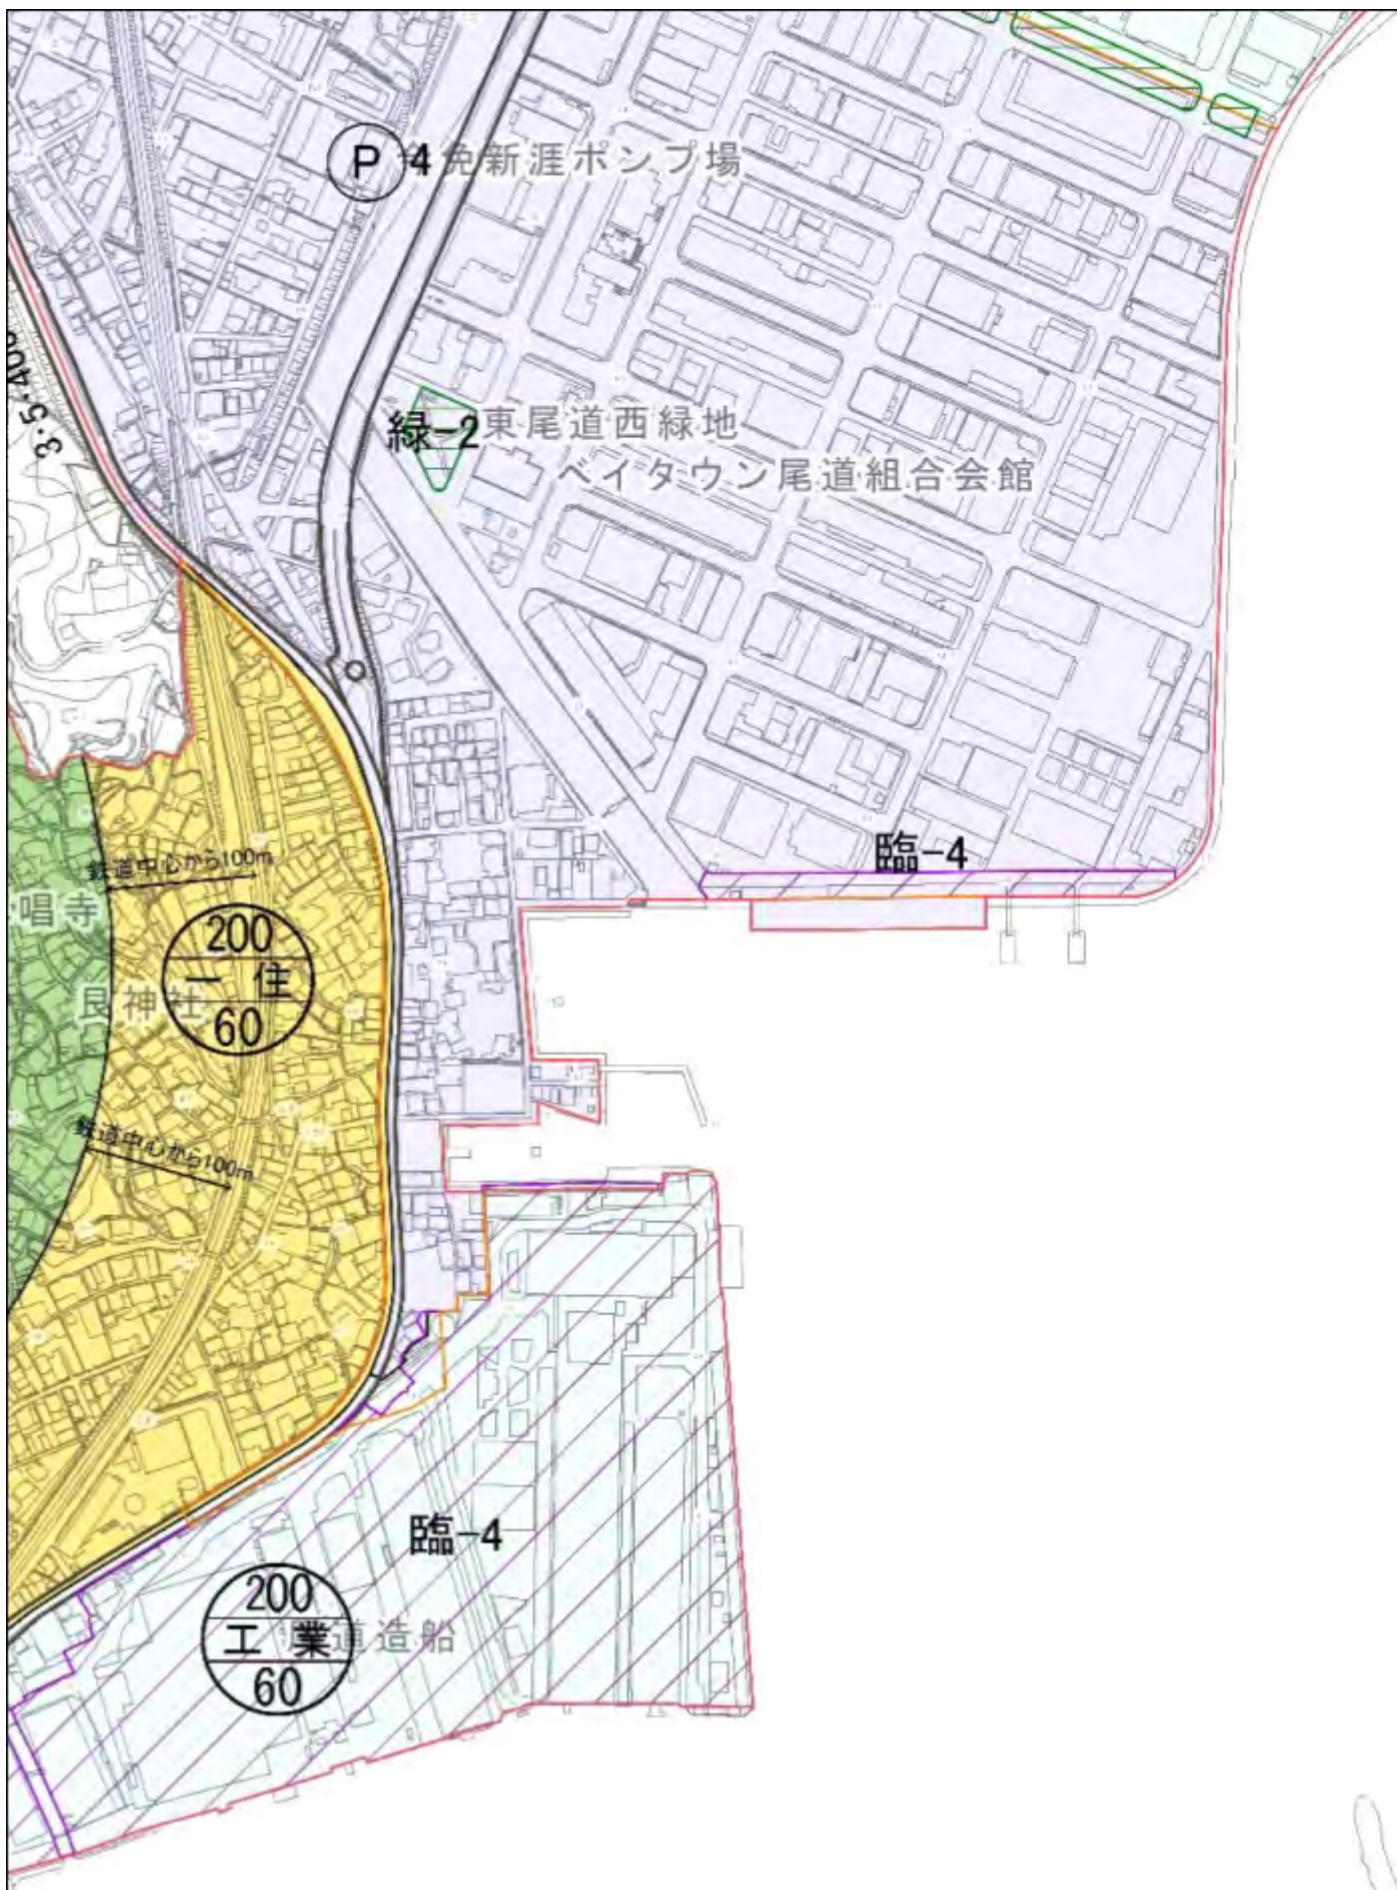 P 4
免新涯ポンプ場
3・5・40
緑-2
東尾道西緑地
ベイタウン尾道組合会館
臨-4
鉄道中心から100m
唱寺
200
一住
60
艮神社
鉄道中心から100m
臨-4
200
工業
60
道造船